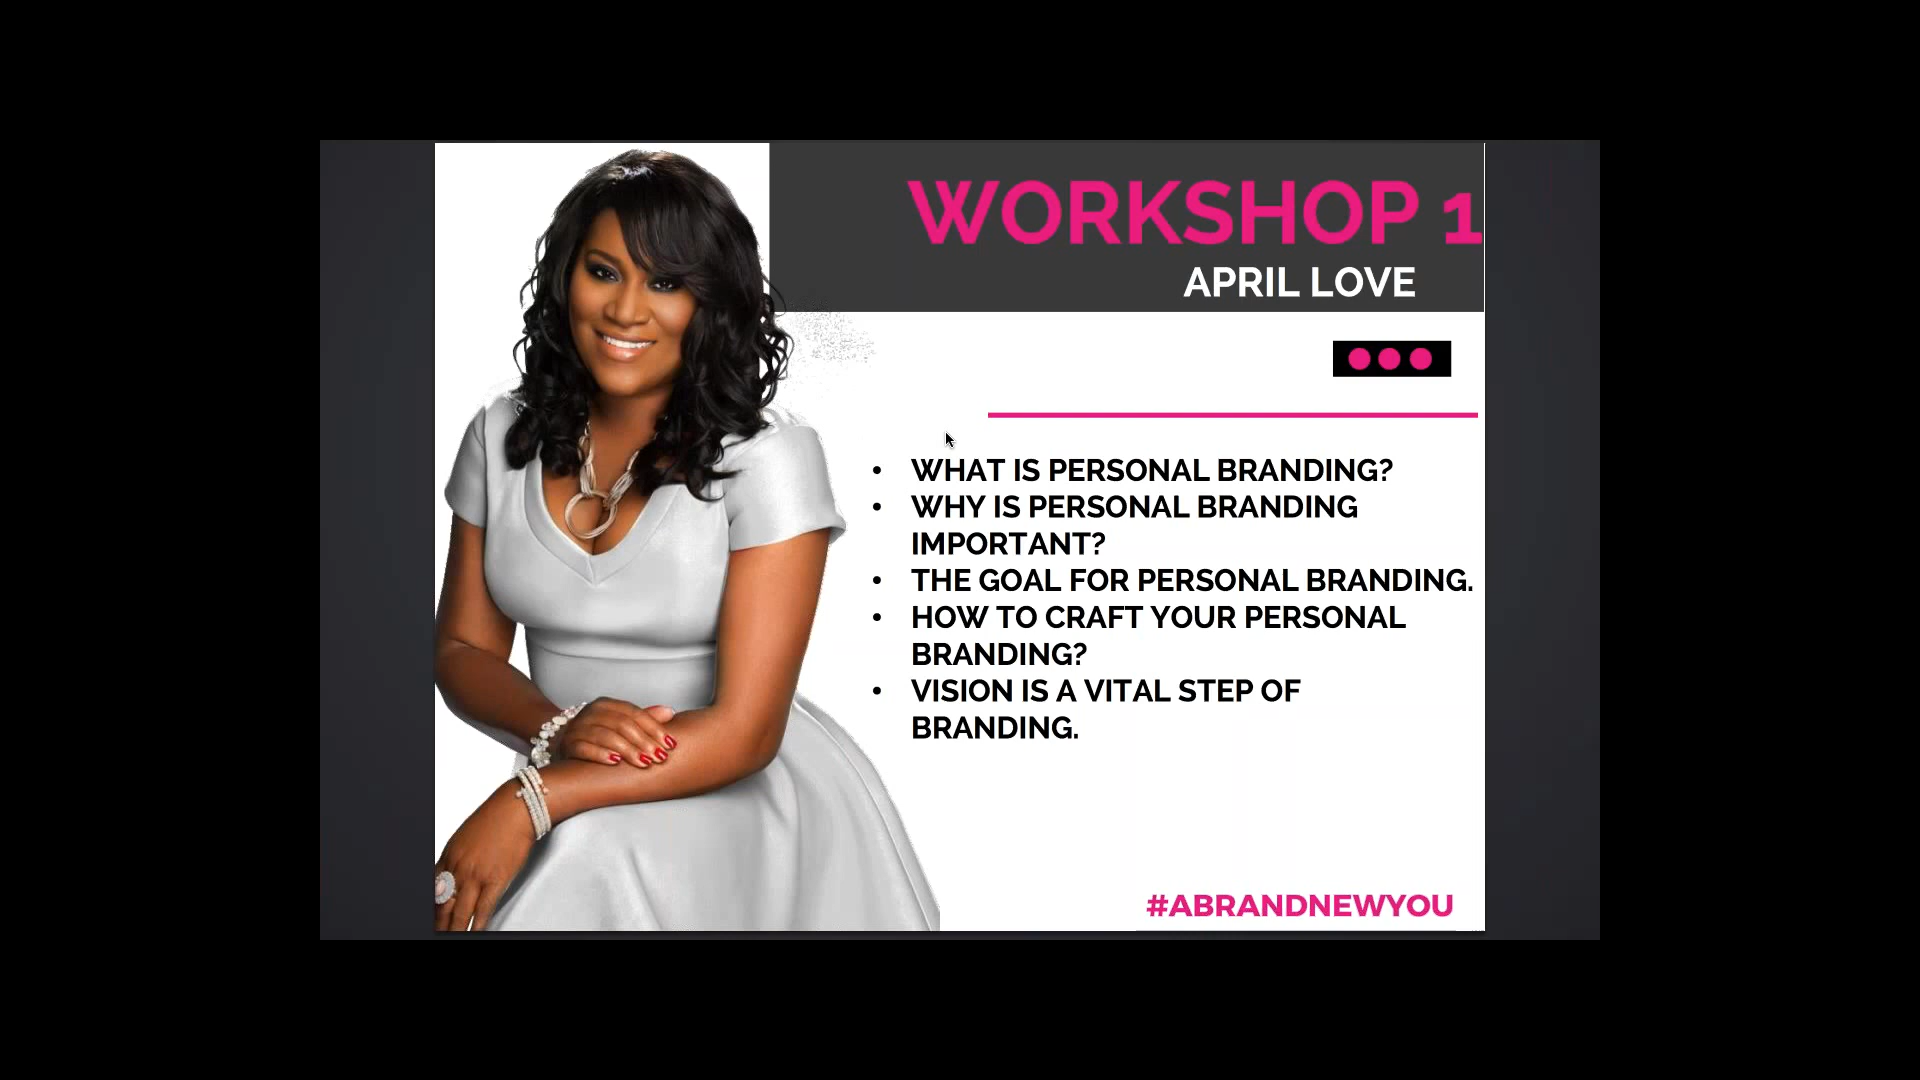 WORKSHOP 1
APRIL LOVE
• WHAT IS PERSONAL BRANDING?
• WHY IS PERSONAL BRANDING
IMPORTANT?
• THE GOAL FOR PERSONAL BRANDING.
• HOW TO CRAFT YOUR PERSONAL
BRANDING?
• VISION IS A VITAL STEP OF
BRANDING.
#ABRANDNEWYOU